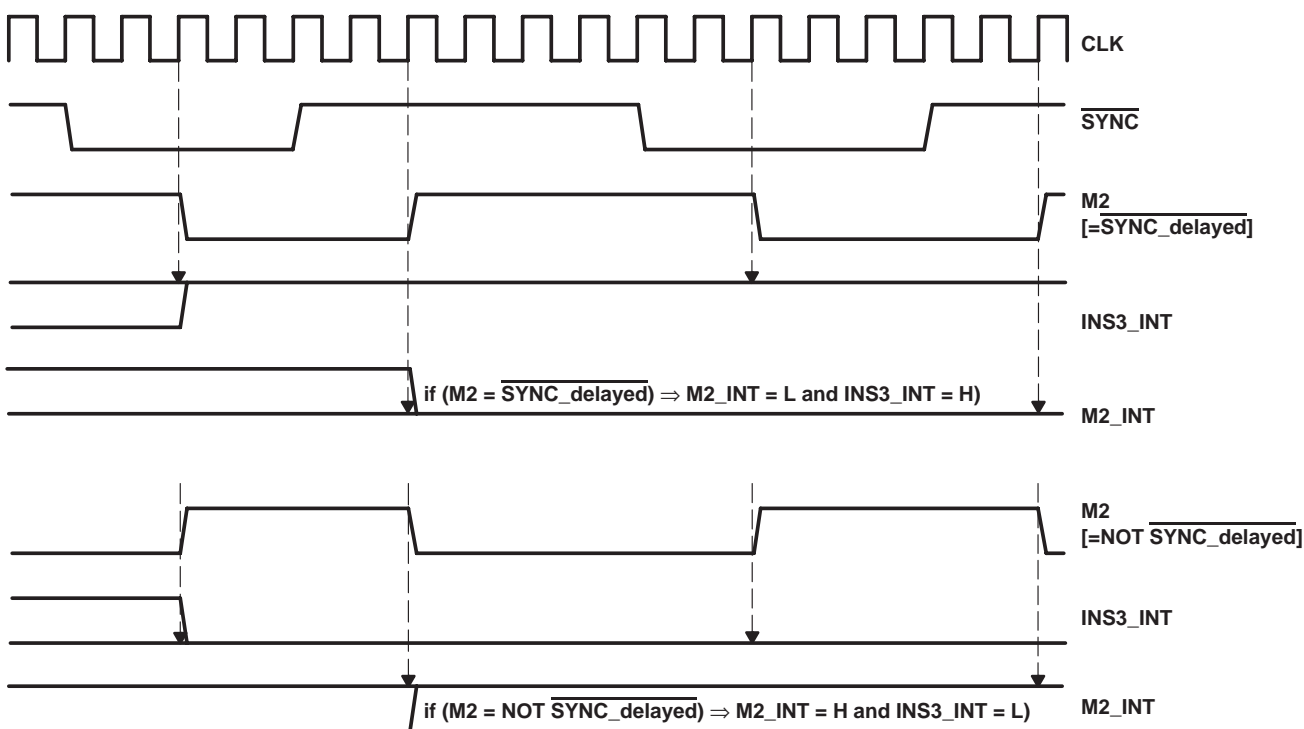 CLK
SYNC
M2
[=SYNC_delayed]
INS3_INT
if (M2 = SYNC_delayed) ⇒ M2_INT = L and INS3_INT = H)
M2_INT
M2
[=NOT SYNC_delayed]
INS3_INT
if (M2 = NOT SYNC_delayed) ⇒ M2_INT = H and INS3_INT = L)
M2_INT